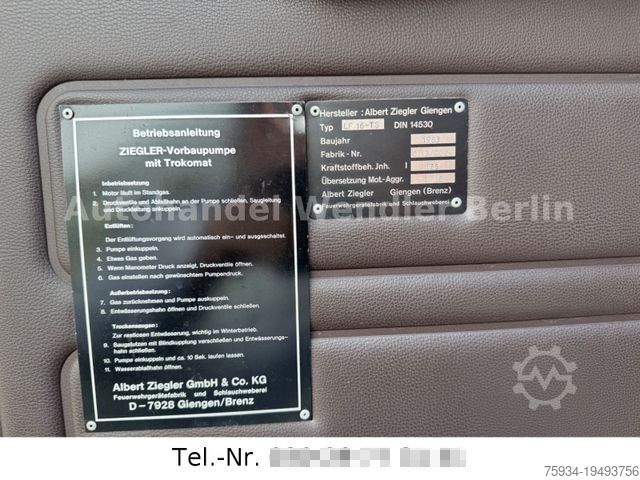 Betriebsanleitung
ZIEGLER-Vorbaupumpe
mit Trokomat
Inbetriebsetzung
1. Motor läuft im Standgas.
2. Druckventile und Ablaßhahn an der Pumpe schließen, Saugleitung
und Druckleitung ankuppeln.
Entlüften:
Der Entlüftungsvorgang wird automatisch ein- und ausgeschaltet.
3. Pumpe einkuppeln.
4. Etwas Gas geben.
5. Wenn Manometer Druck anzeigt, Druckventile öffnen.
6. Gas einstellen nach gewünschtem Pumpendruck.
Außerbetriebsetzung:
7. Gas zurücknehmen und Pumpe auskuppeln.
8. Entwässerungshahn öffnen und Druckventile schließen.
Trockensaugen:
Zur restlosen Entwässerung, wichtig im Winterbetrieb.
9. Saugstutzen mit Blindkupplung verschließen und Entwässerungs-
hahn schließen.
10. Pumpe einkuppeln und ca. 10 Sek. laufen lassen.
11. Wasserablaßhahn öffnen.
Albert Ziegler GmbH & Co. KG
Feuerwehrgerätefabrik und Schlauchweberei
D-7928 Giengen/Brenz
Hersteller : Albert Ziegler Giengen
Typ LF 16-TS DIN 14530
Baujahr
Fabrik-Nr.
Kraftstoffbeh. Jnh. l
Übersetzung Mot.-Aggr.
Albert Ziegler Giengen (Brenz)
Feuerwehrgerätefabrik und Schlauchweberei
Autohandel Wendler Berlin
Tel.-Nr.
75934-19493756